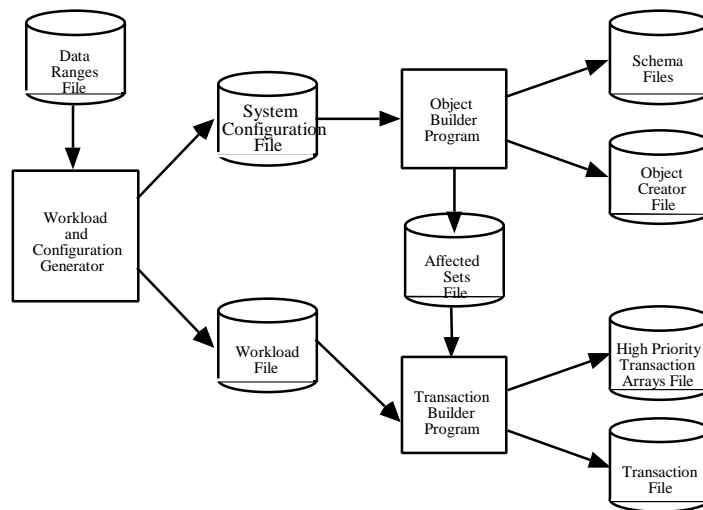 Data
Ranges
File
System
Configuration
File
Object
Builder
Program
Schema
Files
Object
Creator
File
Workload
and
Configuration
Generator
Affected
Sets
File
Workload
File
Transaction
Builder
Program
High Priority
Transaction
Arrays File
Transaction
File